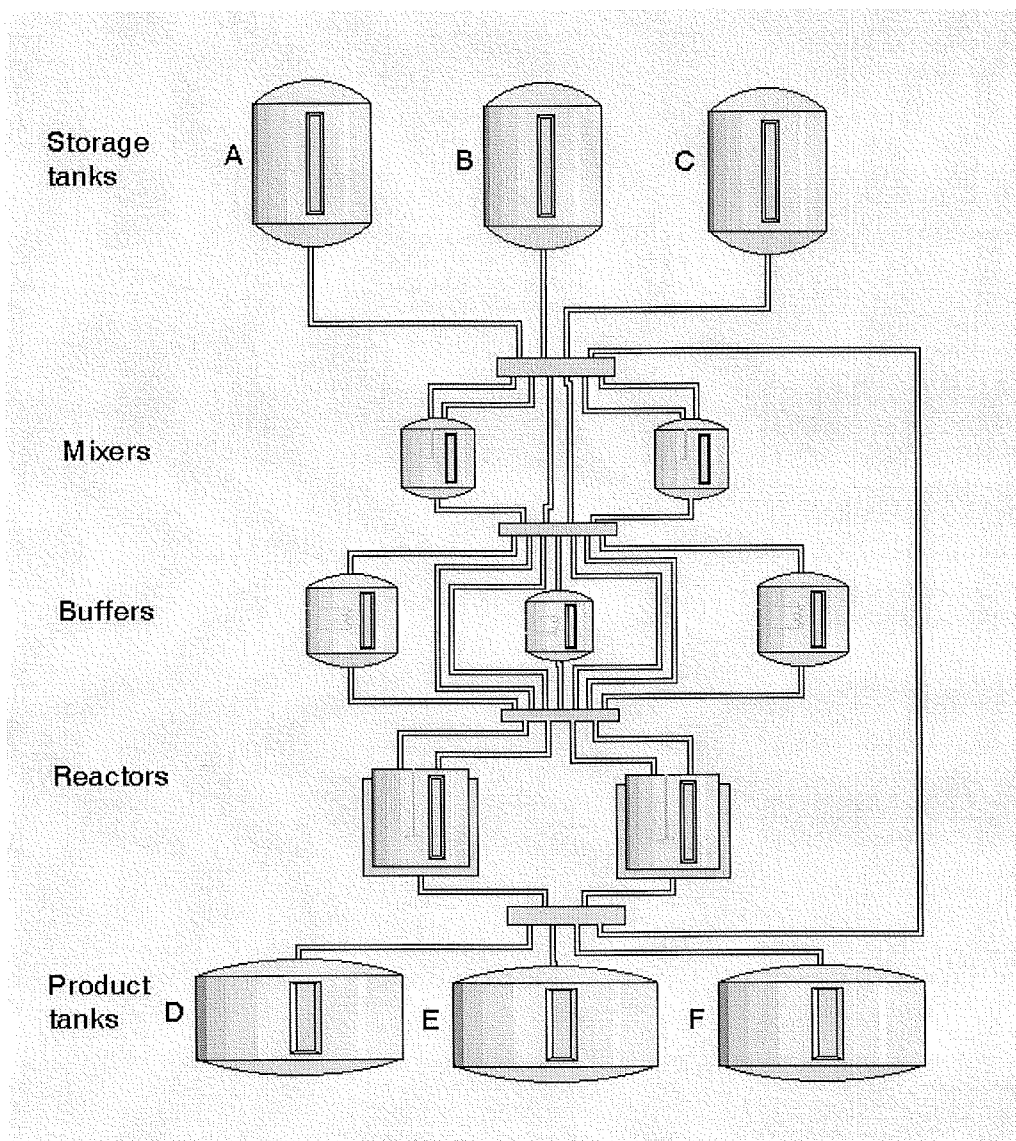 Storage
tanks
A
B
C
Mixers
Buffers
Reactors
Product
tanks
D
E
F